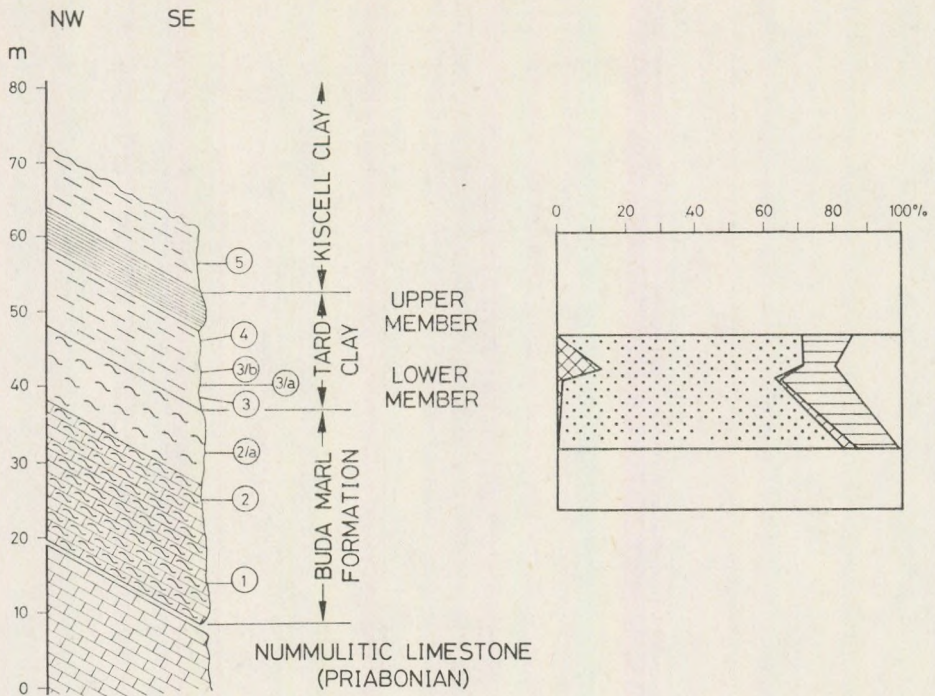 NW SE
m
80
70
60
50
40
30
20
10
0
5
4
3/b
3/a
3
2/a
2
1
KISCELL CLAY
TARD CLAY
BUDA MARL FORMATION
UPPER
MEMBER
LOWER
MEMBER
NUMMULITIC LIMESTONE
(PRIABONIAN)
0 20 40 60 80 100%